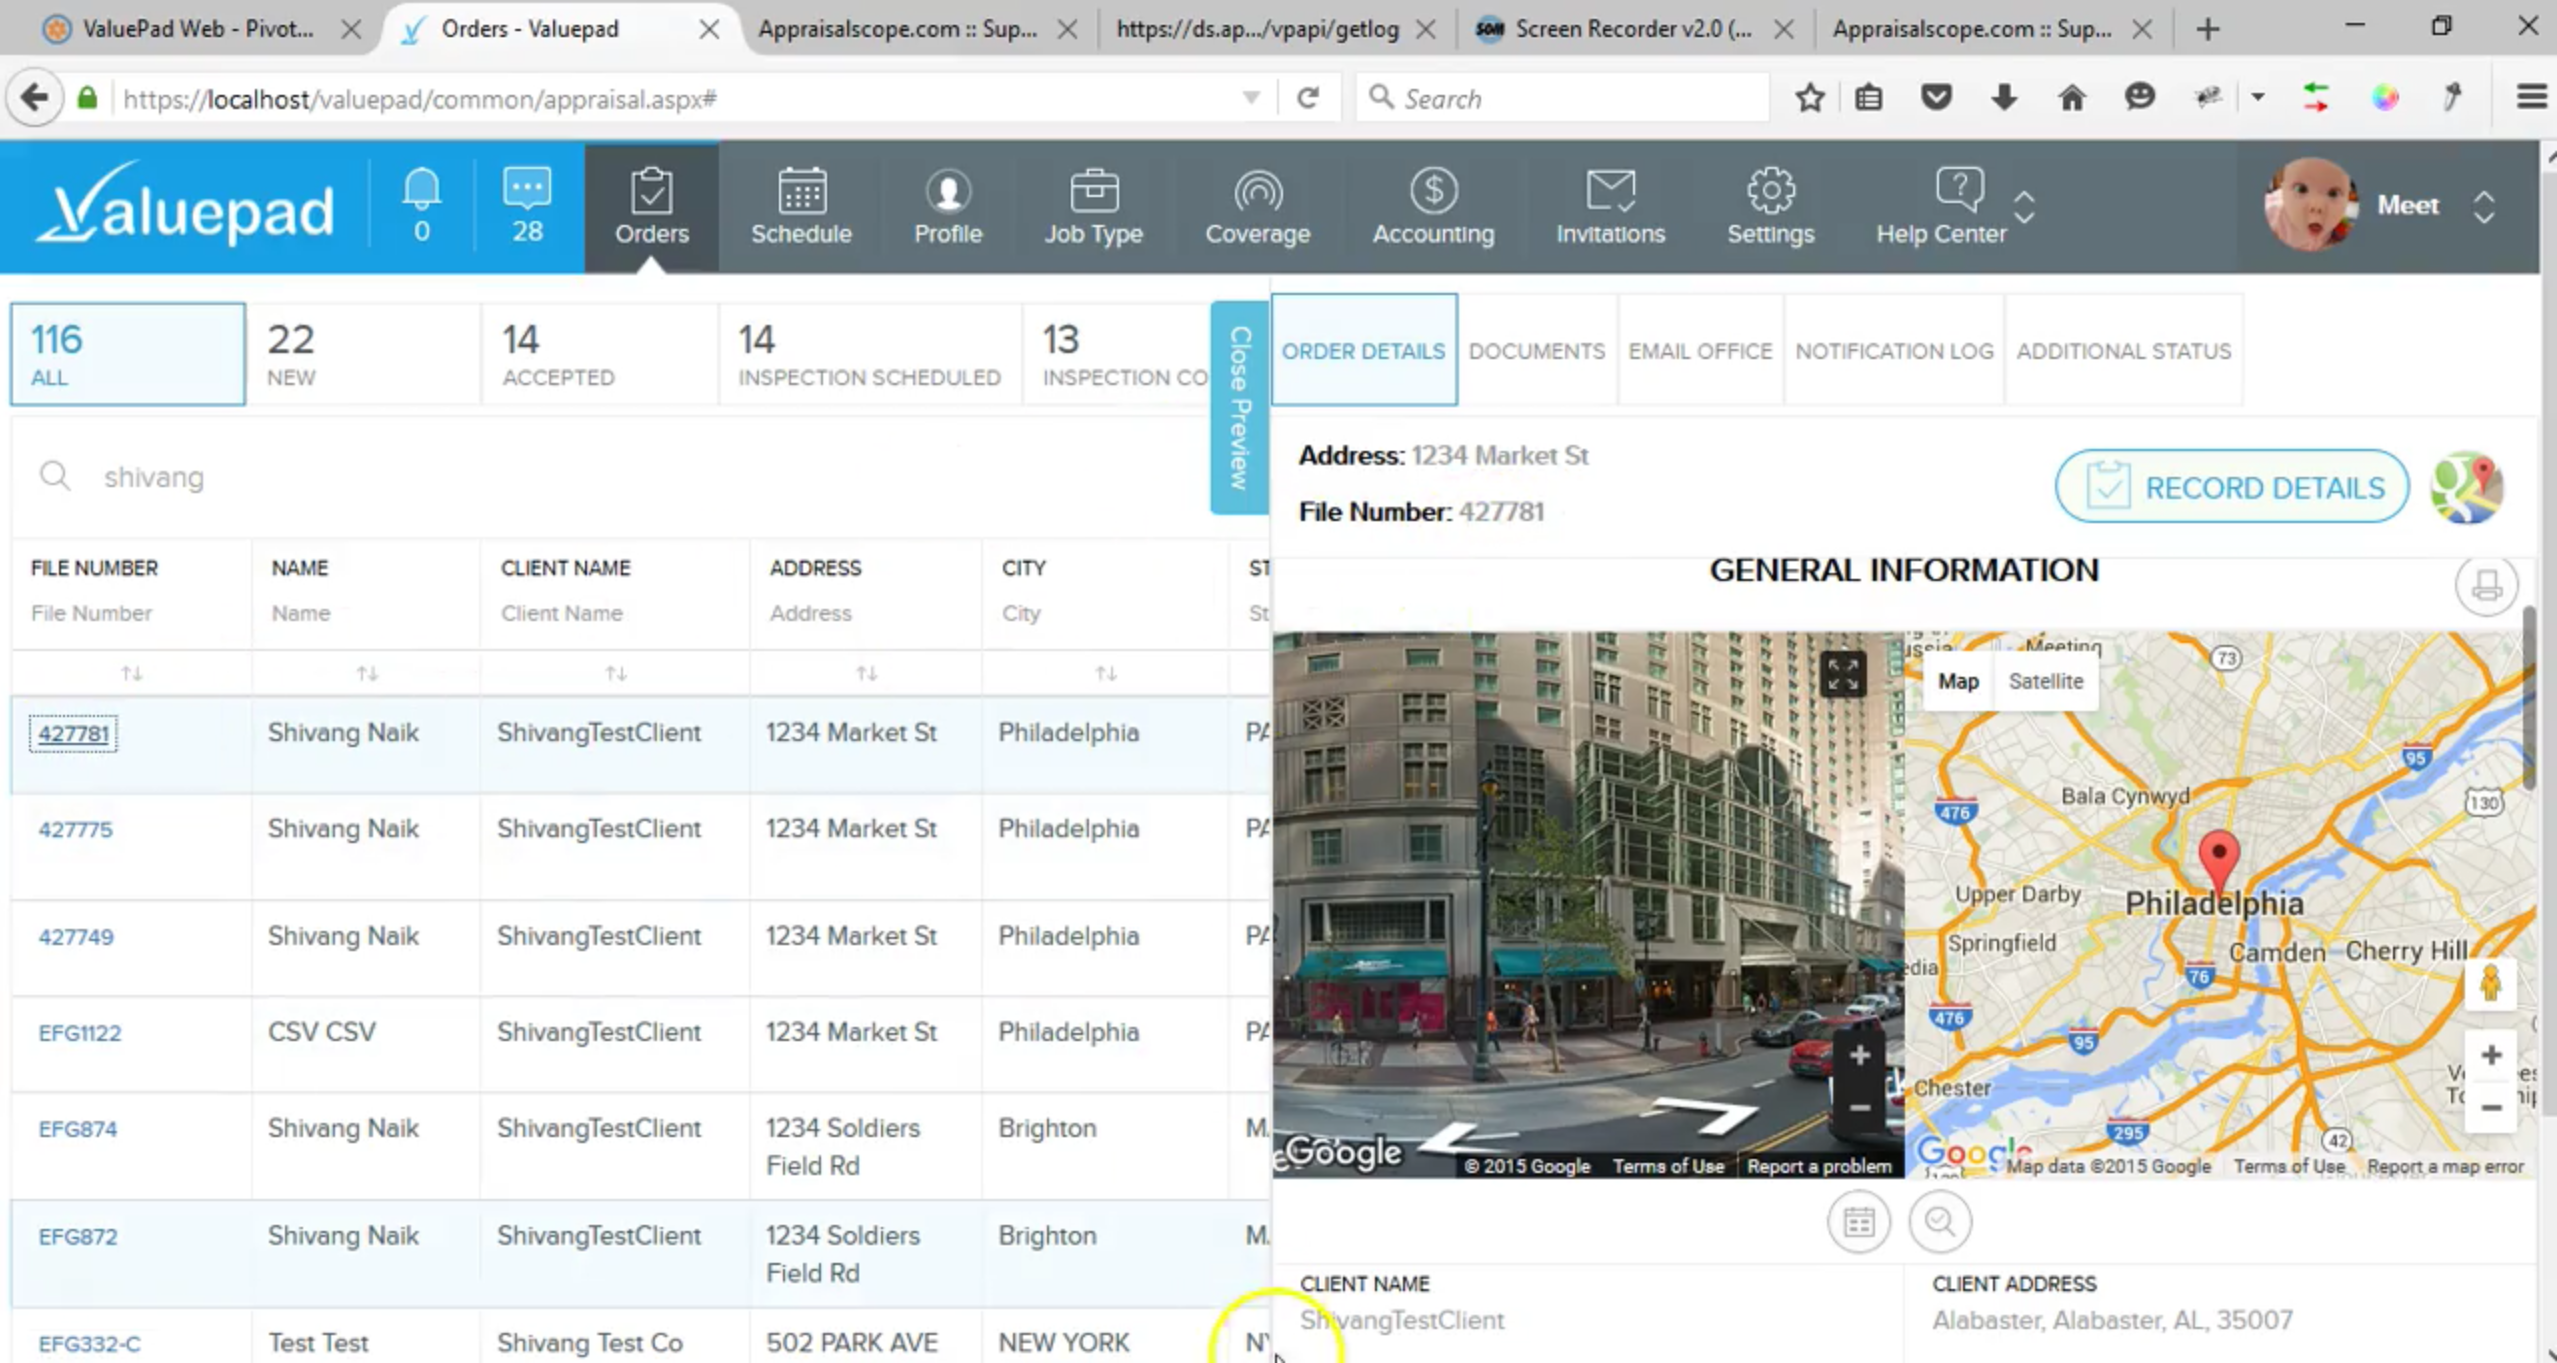 ValuePad Web - Pivot...
Orders - Valuepad
Appraisalscope.com :: Sup...
https://ds.ap.../vpapi/getlog
Screen Recorder v2.0 (...
Appraisalscope.com :: Sup...
https://localhost/valuepad/common/appraisal.aspx#
Search
Valuepad
0
28
Orders
Schedule
Profile
Job Type
Coverage
Accounting
Invitations
Settings
Help Center
Meet
116
ALL
22
NEW
14
ACCEPTED
14
INSPECTION SCHEDULED
13
INSPECTION CO
Close Preview
ORDER DETAILS
DOCUMENTS
EMAIL OFFICE
NOTIFICATION LOG
ADDITIONAL STATUS
shivang
Address: 1234 Market St
File Number: 427781
RECORD DETAILS
FILE NUMBER NAME CLIENT NAME ADDRESS CITY ST
File Number Name Client Name Address City St
427781 Shivang Naik ShivangTestClient 1234 Market St Philadelphia PA
427775 Shivang Naik ShivangTestClient 1234 Market St Philadelphia PA
427749 Shivang Naik ShivangTestClient 1234 Market St Philadelphia PA
EFG1122 CSV CSV ShivangTestClient 1234 Market St Philadelphia PA
EFG874 Shivang Naik ShivangTestClient 1234 Soldiers Brighton M
Field Rd
EFG872 Shivang Naik ShivangTestClient 1234 Soldiers Brighton M
Field Rd
EFG332-C Test Test Shivang Test Co 502 PARK AVE NEW YORK NY
GENERAL INFORMATION
Google
© 2015 Google Terms of Use Report a problem
Meeting
Map Satellite
73
95
476
Bala Cynwyd
130
Upper Darby
Philadelphia
Springfield
Camden
Cherry Hill
edia
76
476
95
Chester
295
42
Google
Map data ©2015 Google Terms of Use Report a map error
CLIENT NAME
ShivangTestClient
CLIENT ADDRESS
Alabaster, Alabaster, AL, 35007